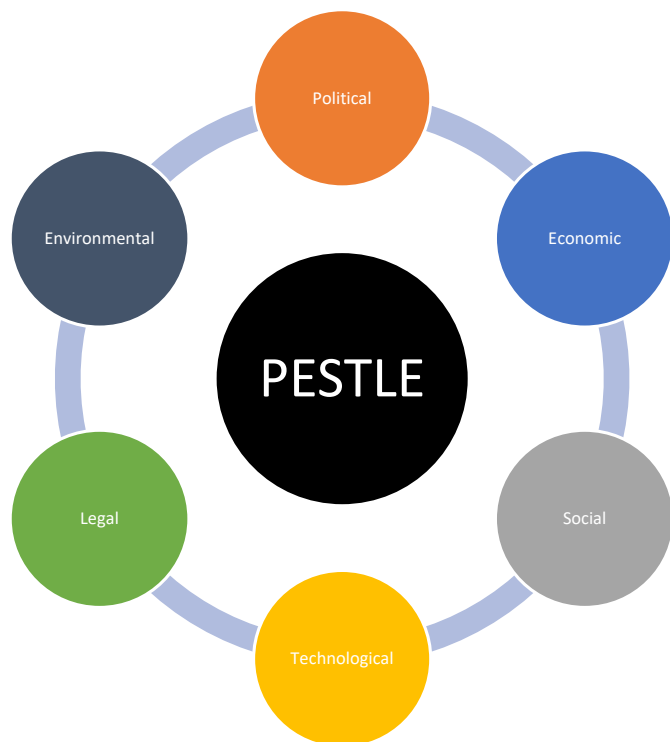 Political
Economic
Social
Technological
Legal
Environmental
PESTLE